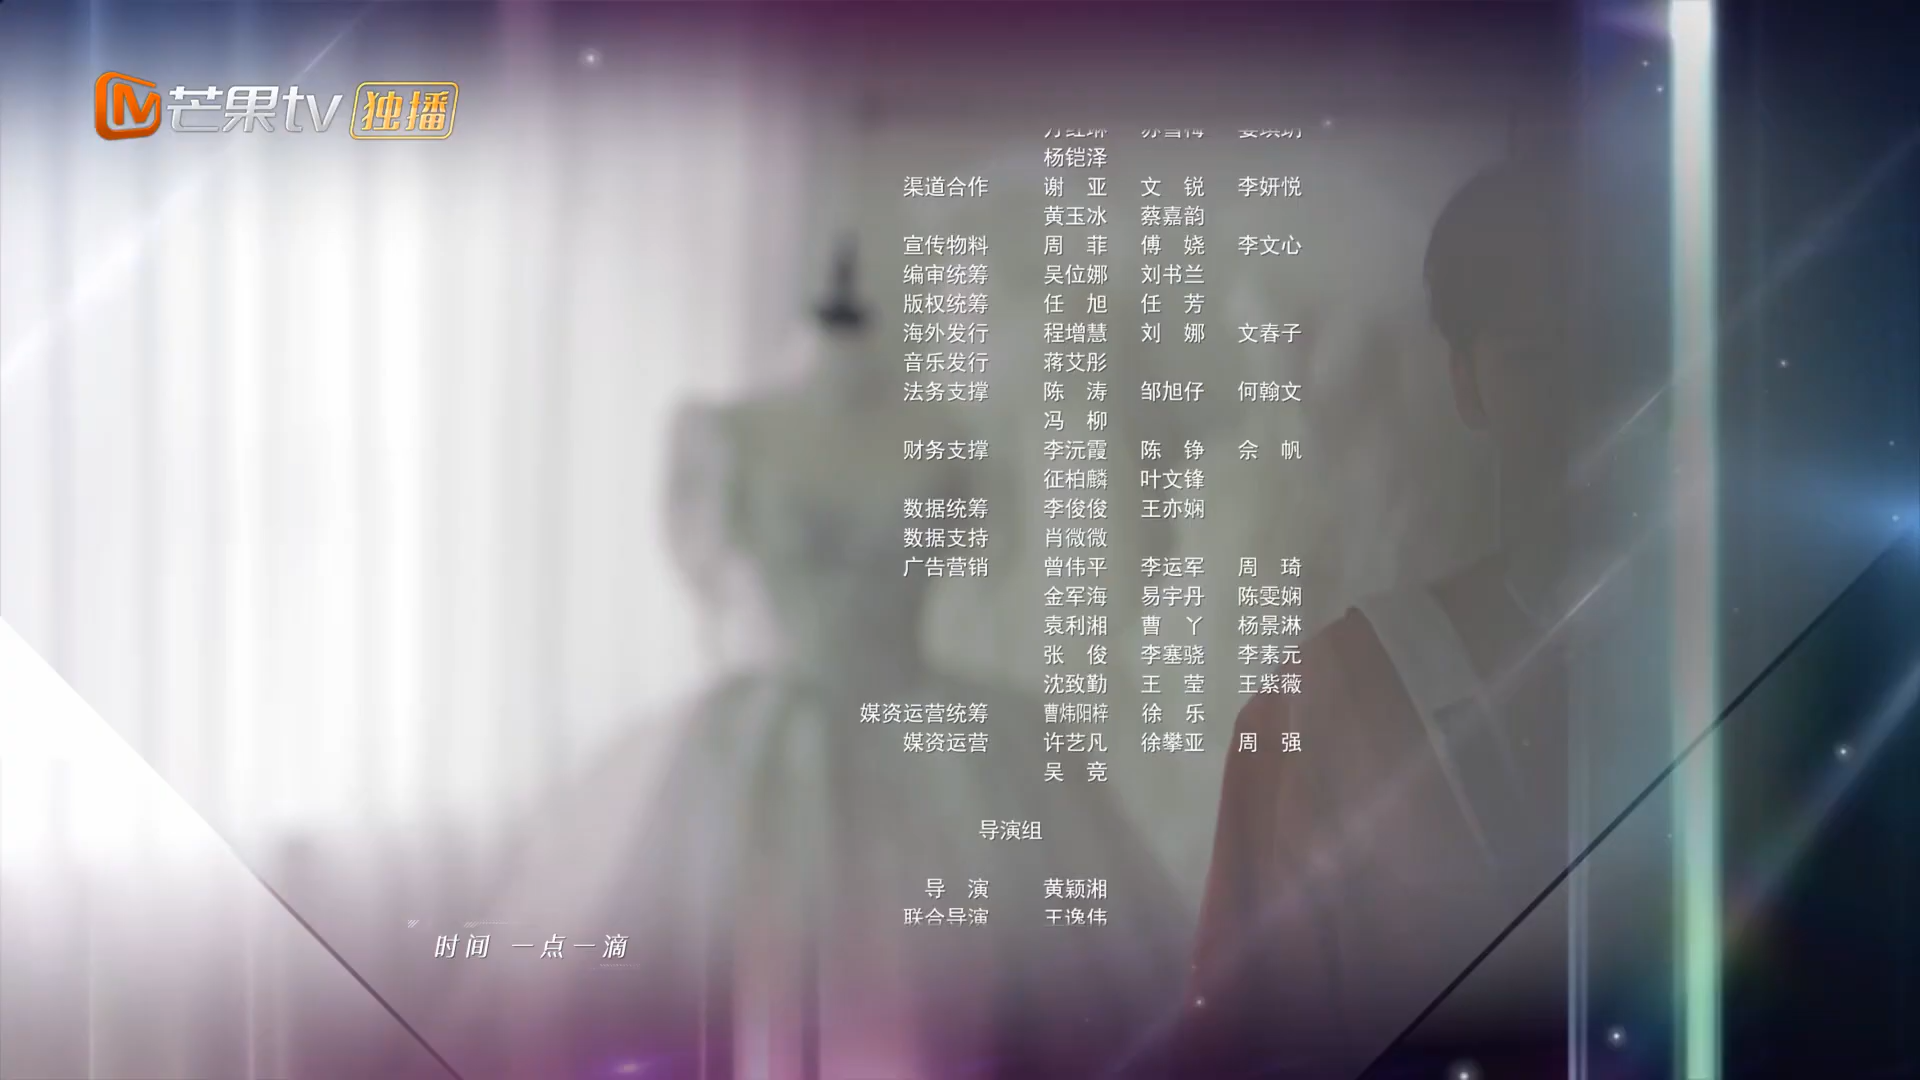 芒果tv 独播
杨铠泽
渠道合作 谢 亚 文 锐 李妍悦
黄玉冰 蔡嘉韵
宣传物料 周 菲 傅 娆 李文心
编审统筹 吴位娜 刘书兰
版权统筹 任 旭 任 芳
海外发行 程增慧 刘 娜 文春子
音乐发行 蒋艾彤
法务支撑 陈 涛 邹旭仔 何翰文
冯 柳
财务支撑 李沅霞 陈 铮 佘 帆
征柏麟 叶文锋
数据统筹 李俊俊 王亦娴
数据支持 肖微微
广告营销 曾伟平 李运军 周 琦
金军海 易宇丹 陈雯娴
袁利湘 曹 丫 杨景淋
张 俊 李塞骁 李素元
沈致勤 王 莹 王紫薇
媒资运营统筹 曹炜阳梓 徐 乐
媒资运营 许艺凡 徐攀亚 周 强
吴 竞
导演组
导 演 黄颖湘
联合导演 王逸伟
时间 一点一滴